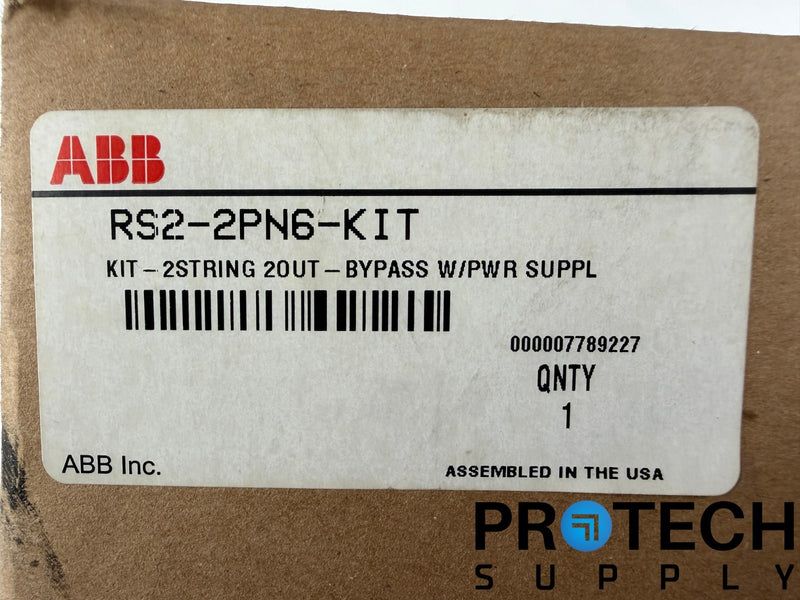 ABB
RS2-2PN6-KIT
KIT-2STRING 2OUT-BYPASS W/PWR SUPPL
000007789227
QNTY
1
ABB Inc.
ASSEMBLED IN THE USA
PROTECH
SUPPLY